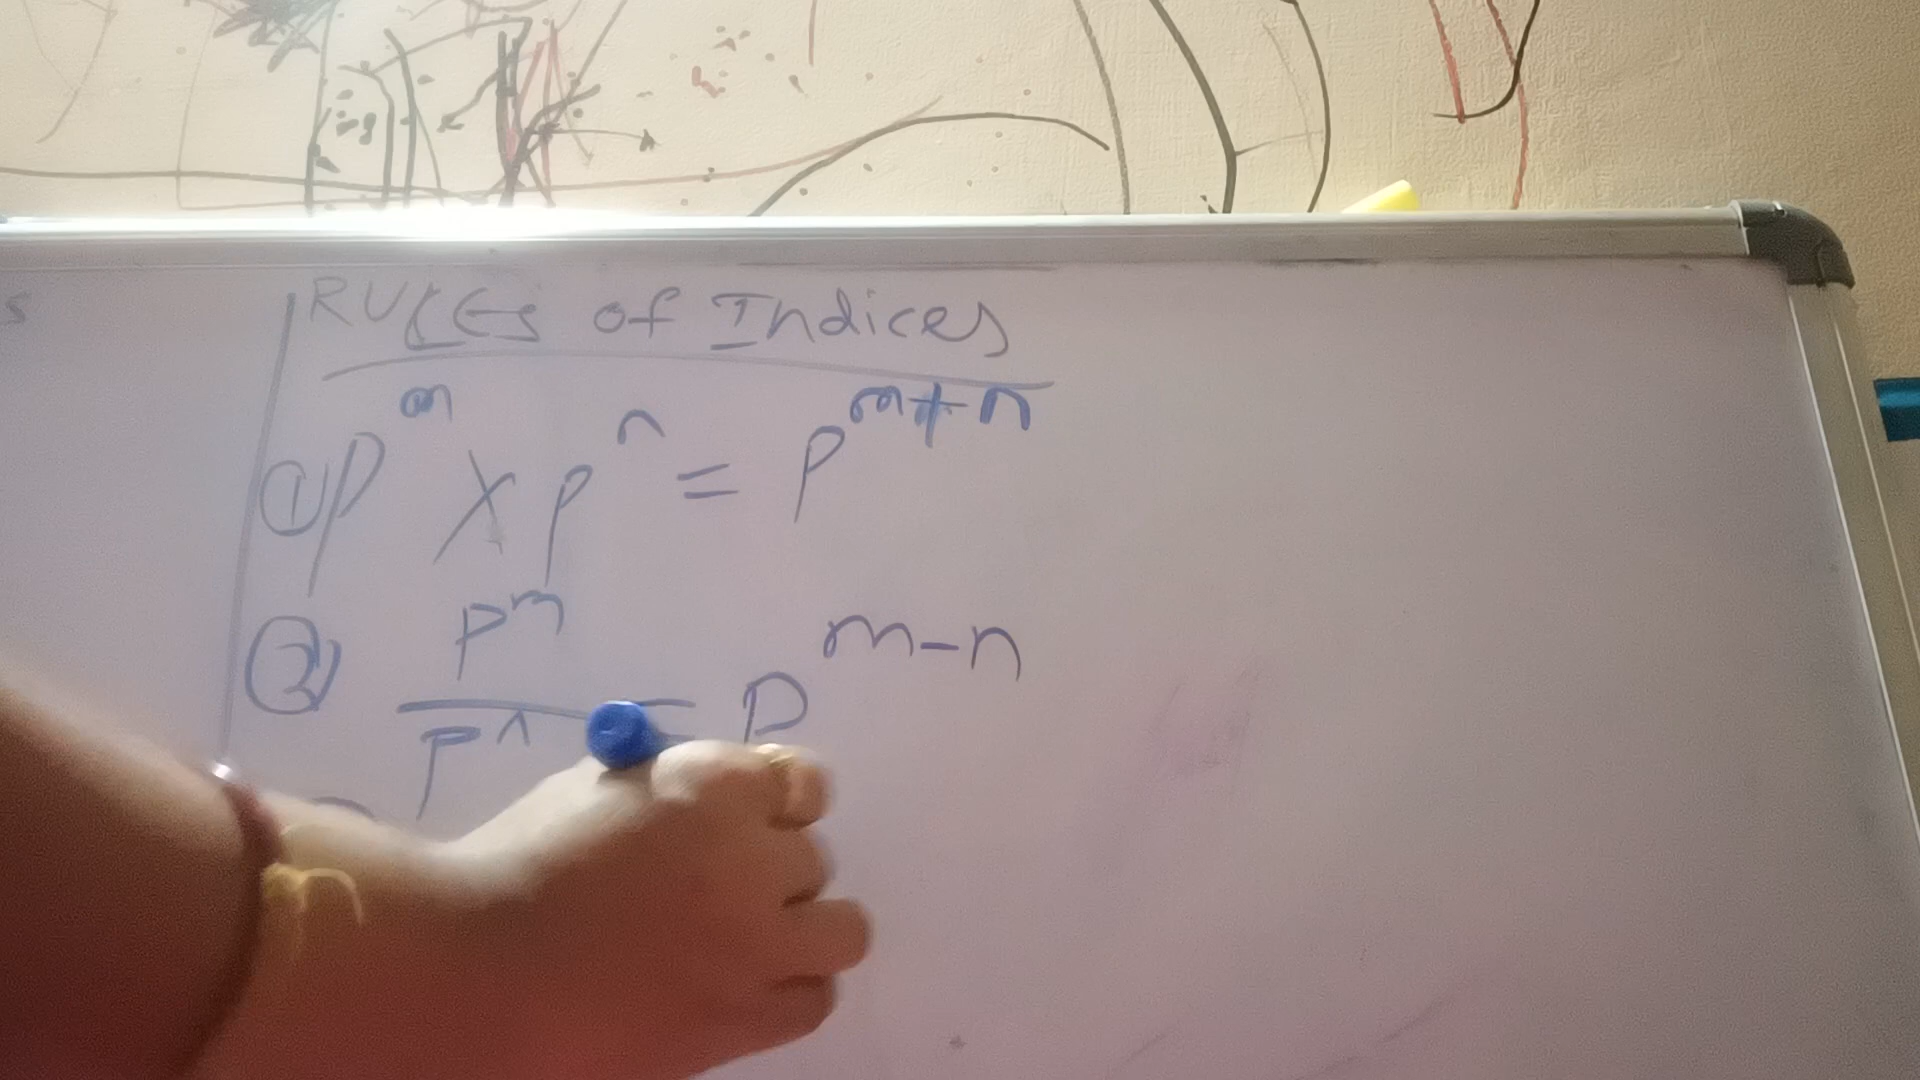 s
RULEs of Indices
① p^m × p^n = p^{m+n}
② p^m / p^n = p^{m-n}